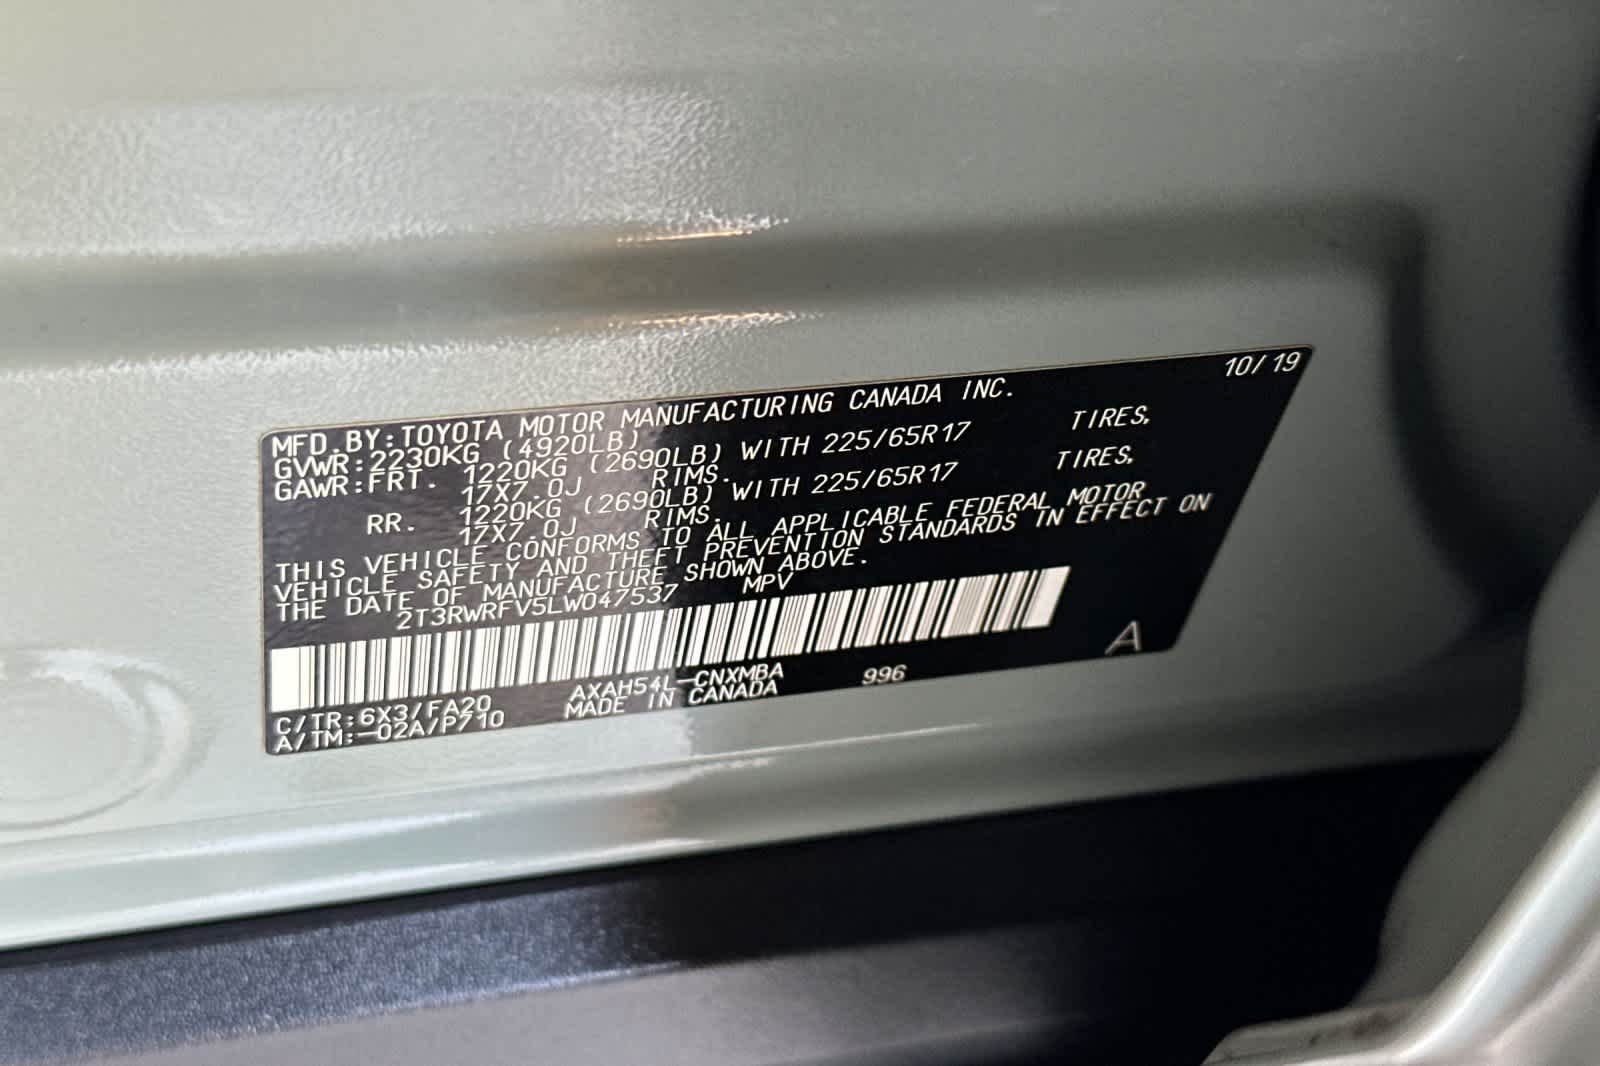 10/19
MFD.BY:TOYOTA MOTOR MANUFACTURING CANADA INC.
GVWR:2230KG (4920LB)
GAWR:FRT. 1220KG (2690LB) WITH 225/65R17 TIRES,
17X7.0J RIMS.
RR. 1220KG (2690LB) WITH 225/65R17 TIRES,
17X7.0J RIMS.
THIS VEHICLE CONFORMS TO ALL APPLICABLE FEDERAL MOTOR
VEHICLE SAFETY AND THEFT PREVENTION STANDARDS IN EFFECT ON
THE DATE OF MANUFACTURE SHOWN ABOVE.
2T3RWRFV5LW047537 MPV
C/TR:6X3/FA20 AXAH54L-CNXMBA 996 A
A/TM:-02A/P710 MADE IN CANADA